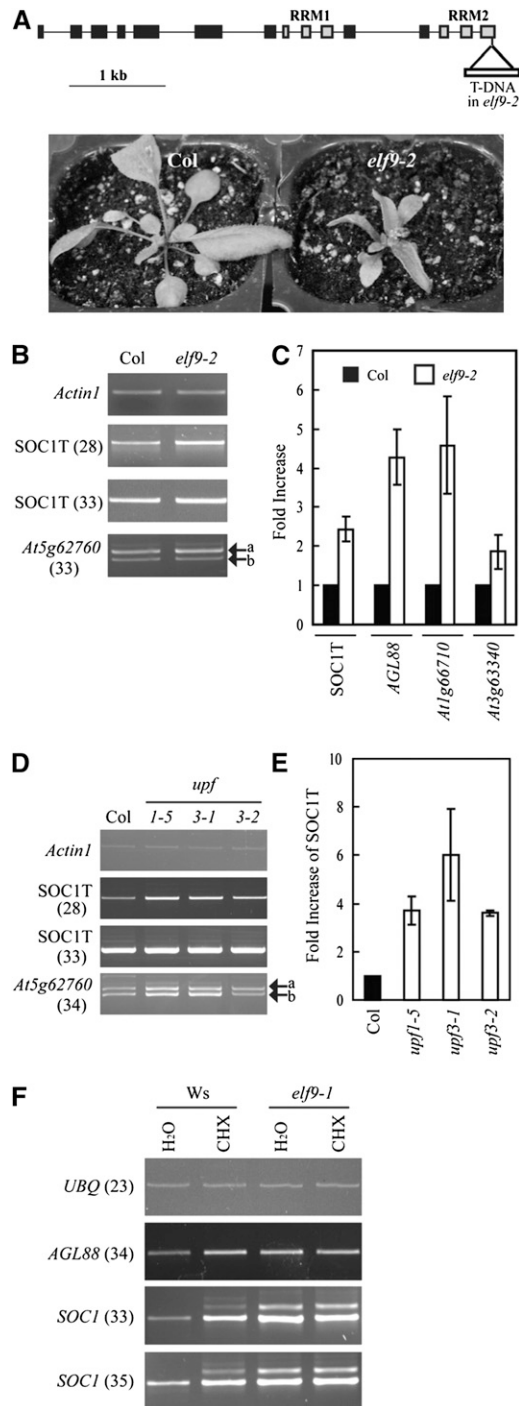 A
RRM1 RRM2
1 kb
T-DNA
in elf9-2
Col elf9-2
B
Col elf9-2
Actin1
SOC1T (28)
SOC1T (33)
At5g62760
(33)
a
b
C
Col elf9-2
Fold Increase
7
6
5
4
3
2
1
0
SOC1T
AGL88
At1g66710
At3g63340
D
upf
Col 1-5 3-1 3-2
Actin1
SOC1T
(28)
SOC1T
(33)
At5g62760
(34)
a
b
E
Fold Increase of SOC1T
10
8
6
4
2
0
Col
upf1-5
upf3-1
upf3-2
F
Ws elf9-1
H₂O CHX H₂O CHX
UBQ (23)
AGL88 (34)
SOC1 (33)
SOC1 (35)